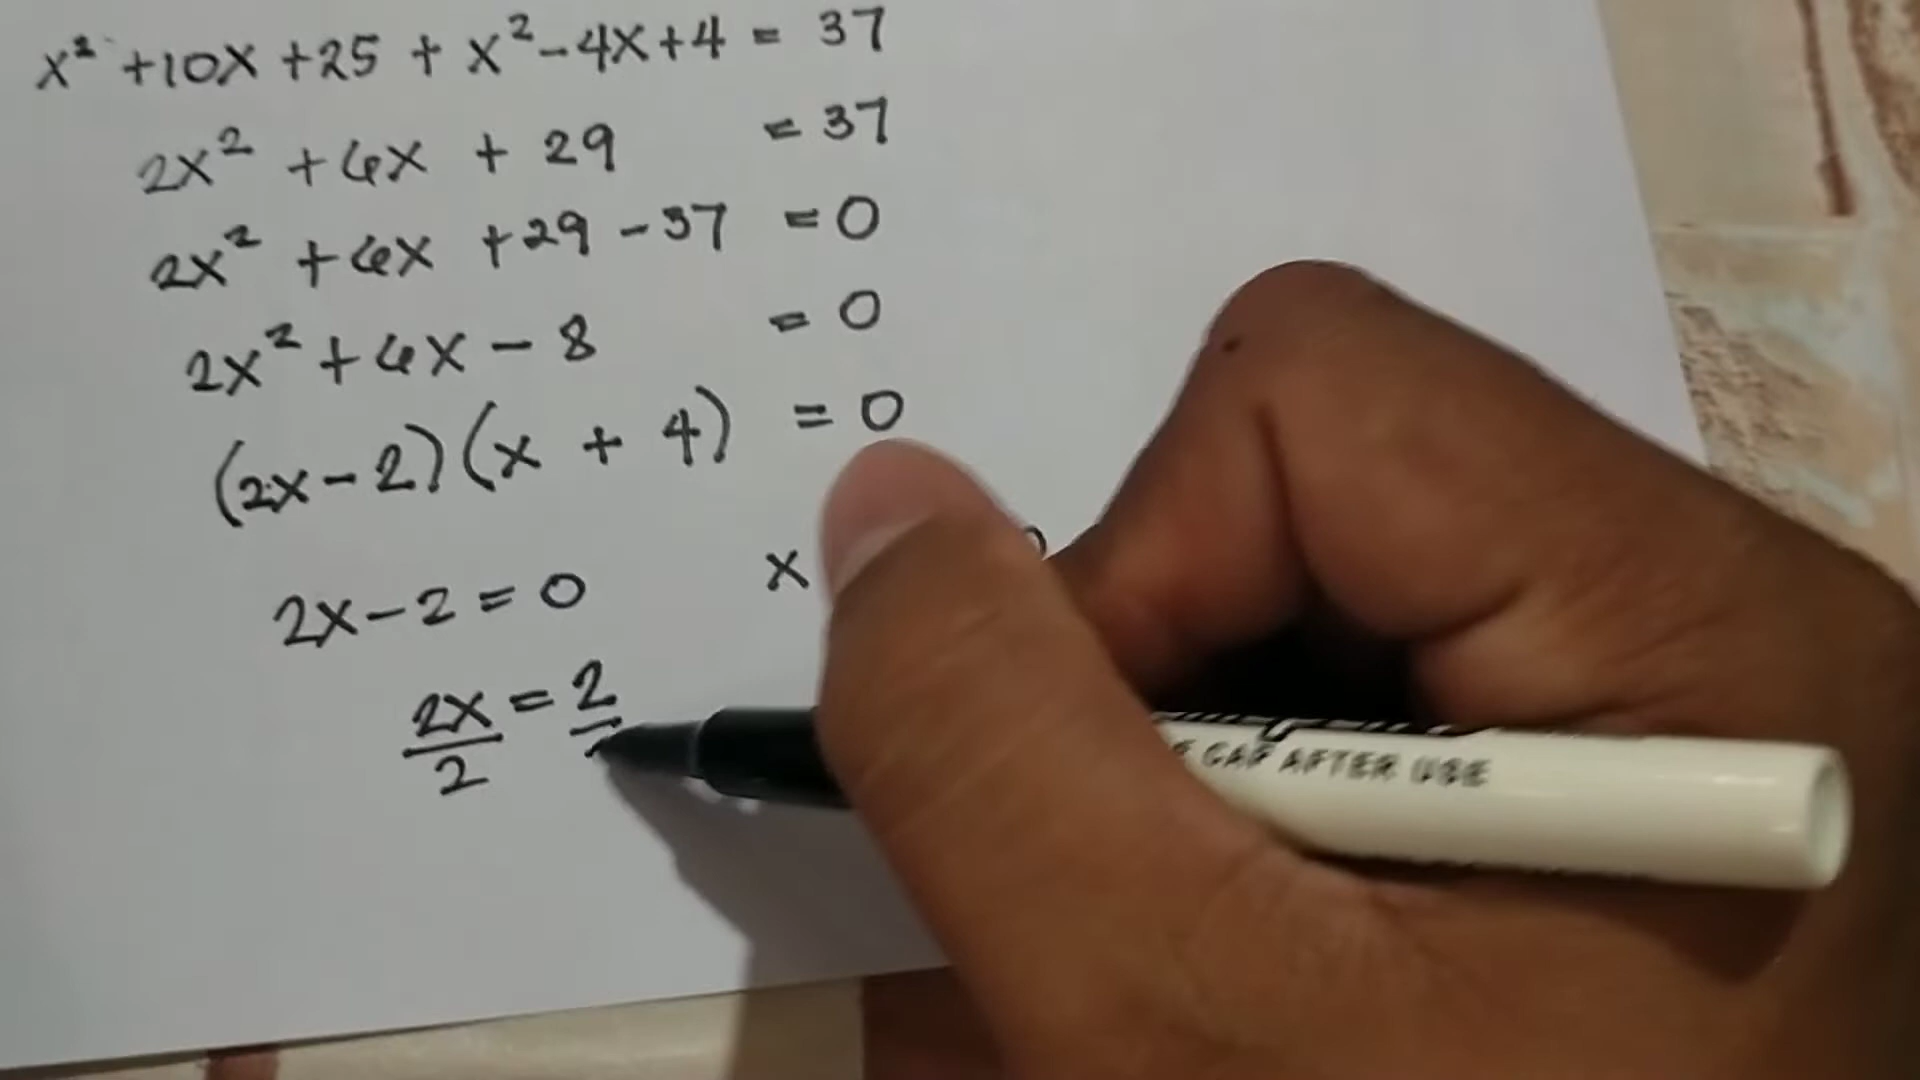 x² +10x +25 + x² -4x+4 = 37
2x² +6x + 29 = 37
2x² +6x +29 -37 =0
2x² +6x - 8 = 0
(2x-2)(x + 4) = 0
2x-2=0 x
2x/2 = 2/
CAP AFTER USE